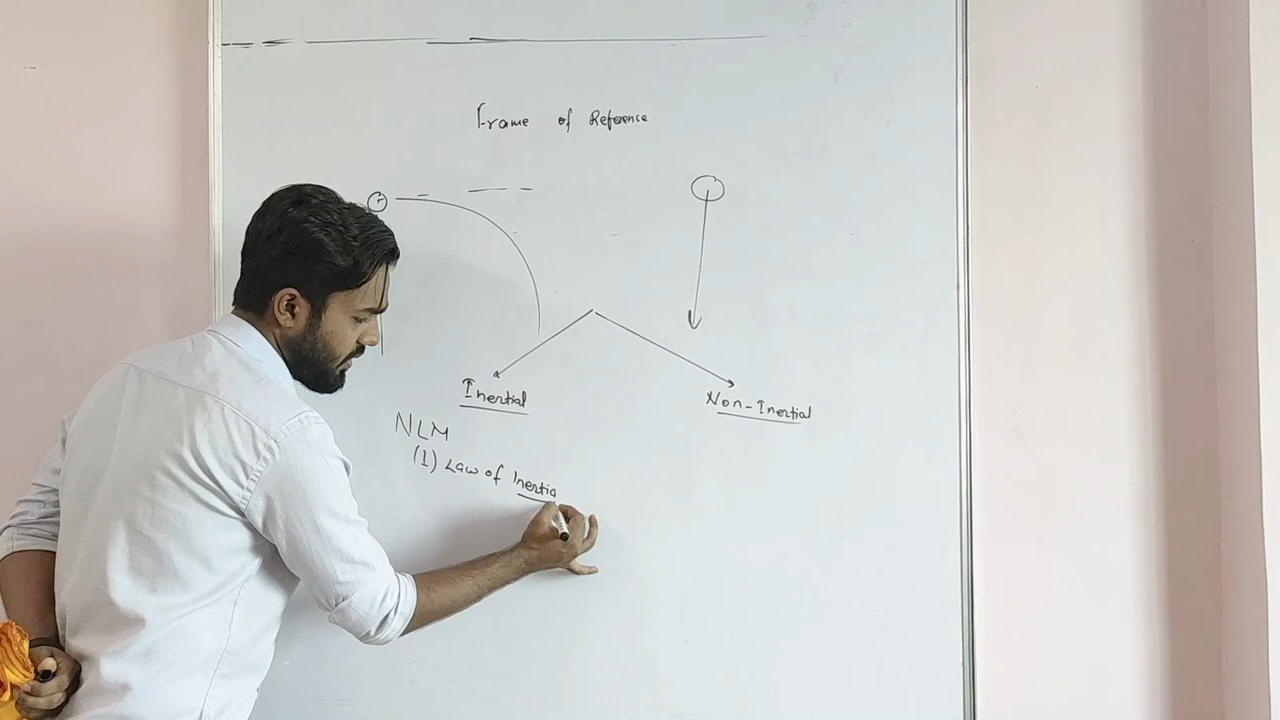 Frame of Reference
Inertial
Non-Inertial
NLM
(1) Law of Inertia